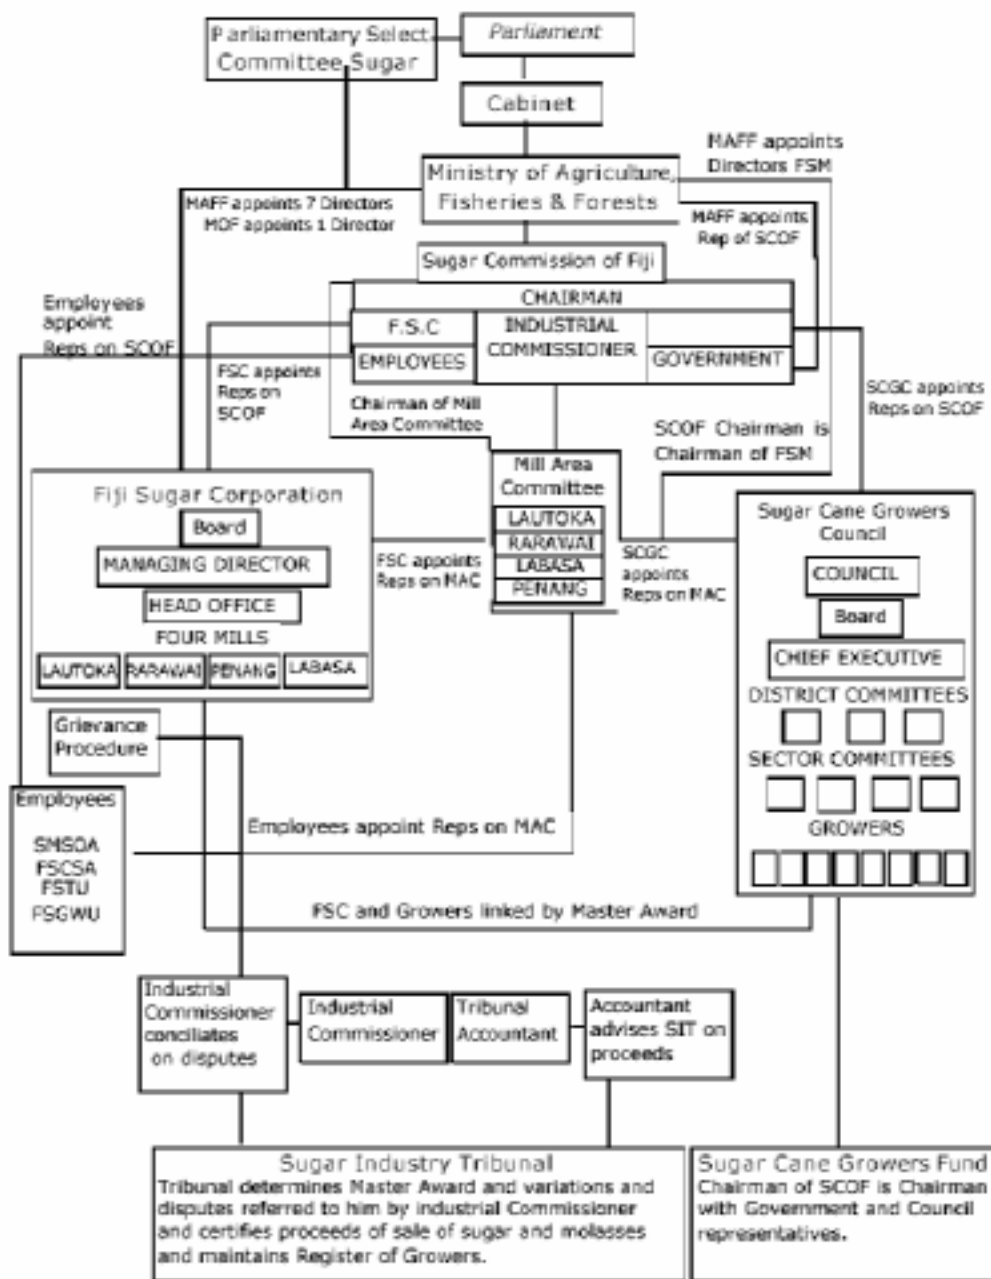 Parliamentary Select
Committee Sugar
Parliament
Cabinet
MAFF appoints
Directors FSM
Ministry of Agriculture,
Fisheries & Forests
MAFF appoints 7 Directors
MOF appoints 1 Director
MAFF appoints
Rep of SCOF
Sugar Commission of Fiji
CHAIRMAN
Employees
appoint
Reps on SCOF
F.S.C
INDUSTRIAL
COMMISSIONER
EMPLOYEES
GOVERNMENT
FSC appoints
Reps on
SCOF
SCGC appoints
Reps on SCOF
Chairman of Mill
Area Committee
SCOF Chairman is
Chairman of FSM
Fiji Sugar Corporation
Board
MANAGING DIRECTOR
HEAD OFFICE
FOUR MILLS
LAUTOKA
RARAWAI
PENANG
LABASA
FSC appoints
Reps on MAC
Mill Area
Committee
LAUTOKA
RARAWAI
LABASA
PENANG
SCGC
appoints
Reps on MAC
Sugar Cane Growers
Council
COUNCIL
Board
CHIEF EXECUTIVE
DISTRICT COMMITTEES
SECTOR COMMITTEES
GROWERS
Grievance
Procedure
Employees
SMSOA
FSCSA
FSTU
FSGWU
Employees appoint Reps on MAC
FSC and Growers linked by Master Award
Industrial
Commissioner
conciliates
on disputes
Industrial
Commissioner
Tribunal
Accountant
Accountant
advises SIT on
proceeds
Sugar Industry Tribunal
Tribunal determines Master Award and variations and
disputes referred to him by industrial Commissioner
and certifies proceeds of sale of sugar and molasses
and maintains Register of Growers.
Sugar Cane Growers Fund
Chairman of SCOF is Chairman
with Government and Council
representatives.